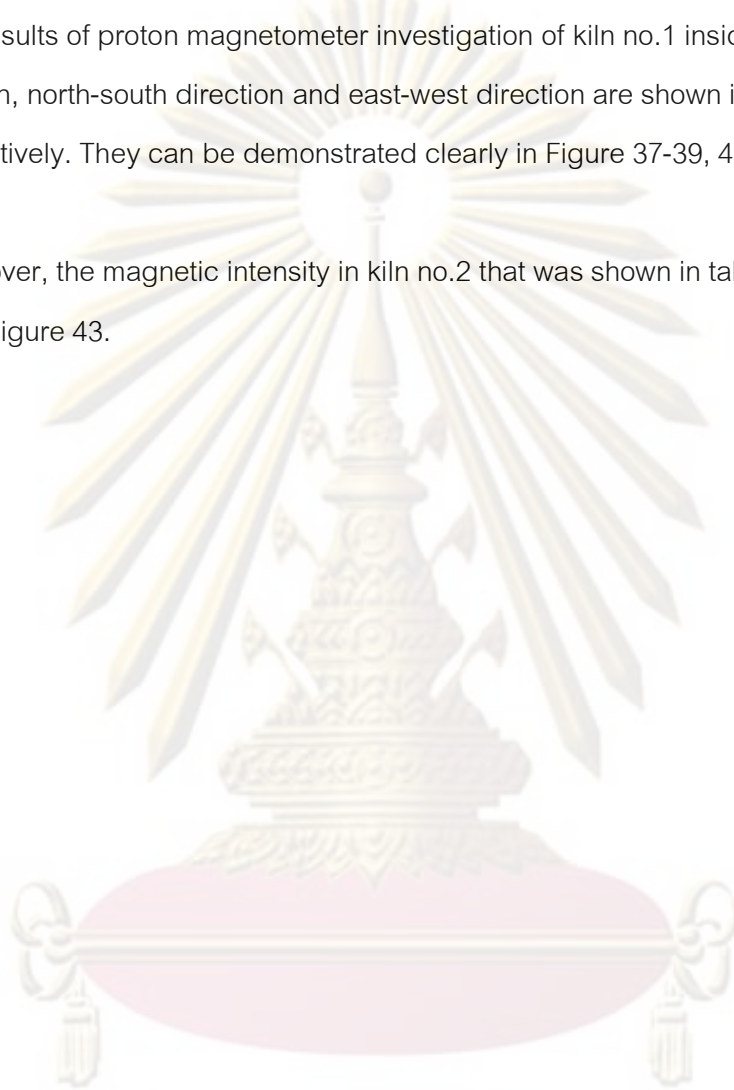 sults of proton magnetometer investigation of kiln no.1
north-south direction and east-west direction are shown
tively. They can be demonstrated clearly in Figure 37-39, 4
ver, the magnetic intensity in kiln no.2 that was shown in
igure 43.